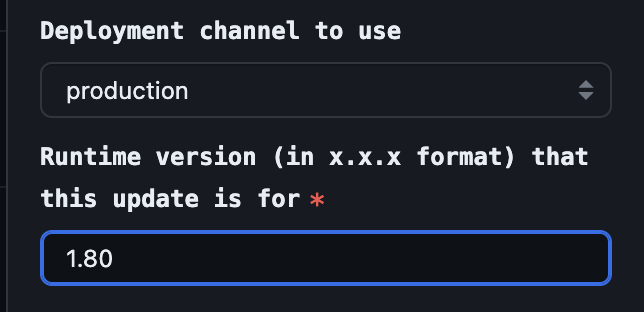 Deployment channel to use
production
Runtime version (in x.x.x format) that
this update is for *
1.80